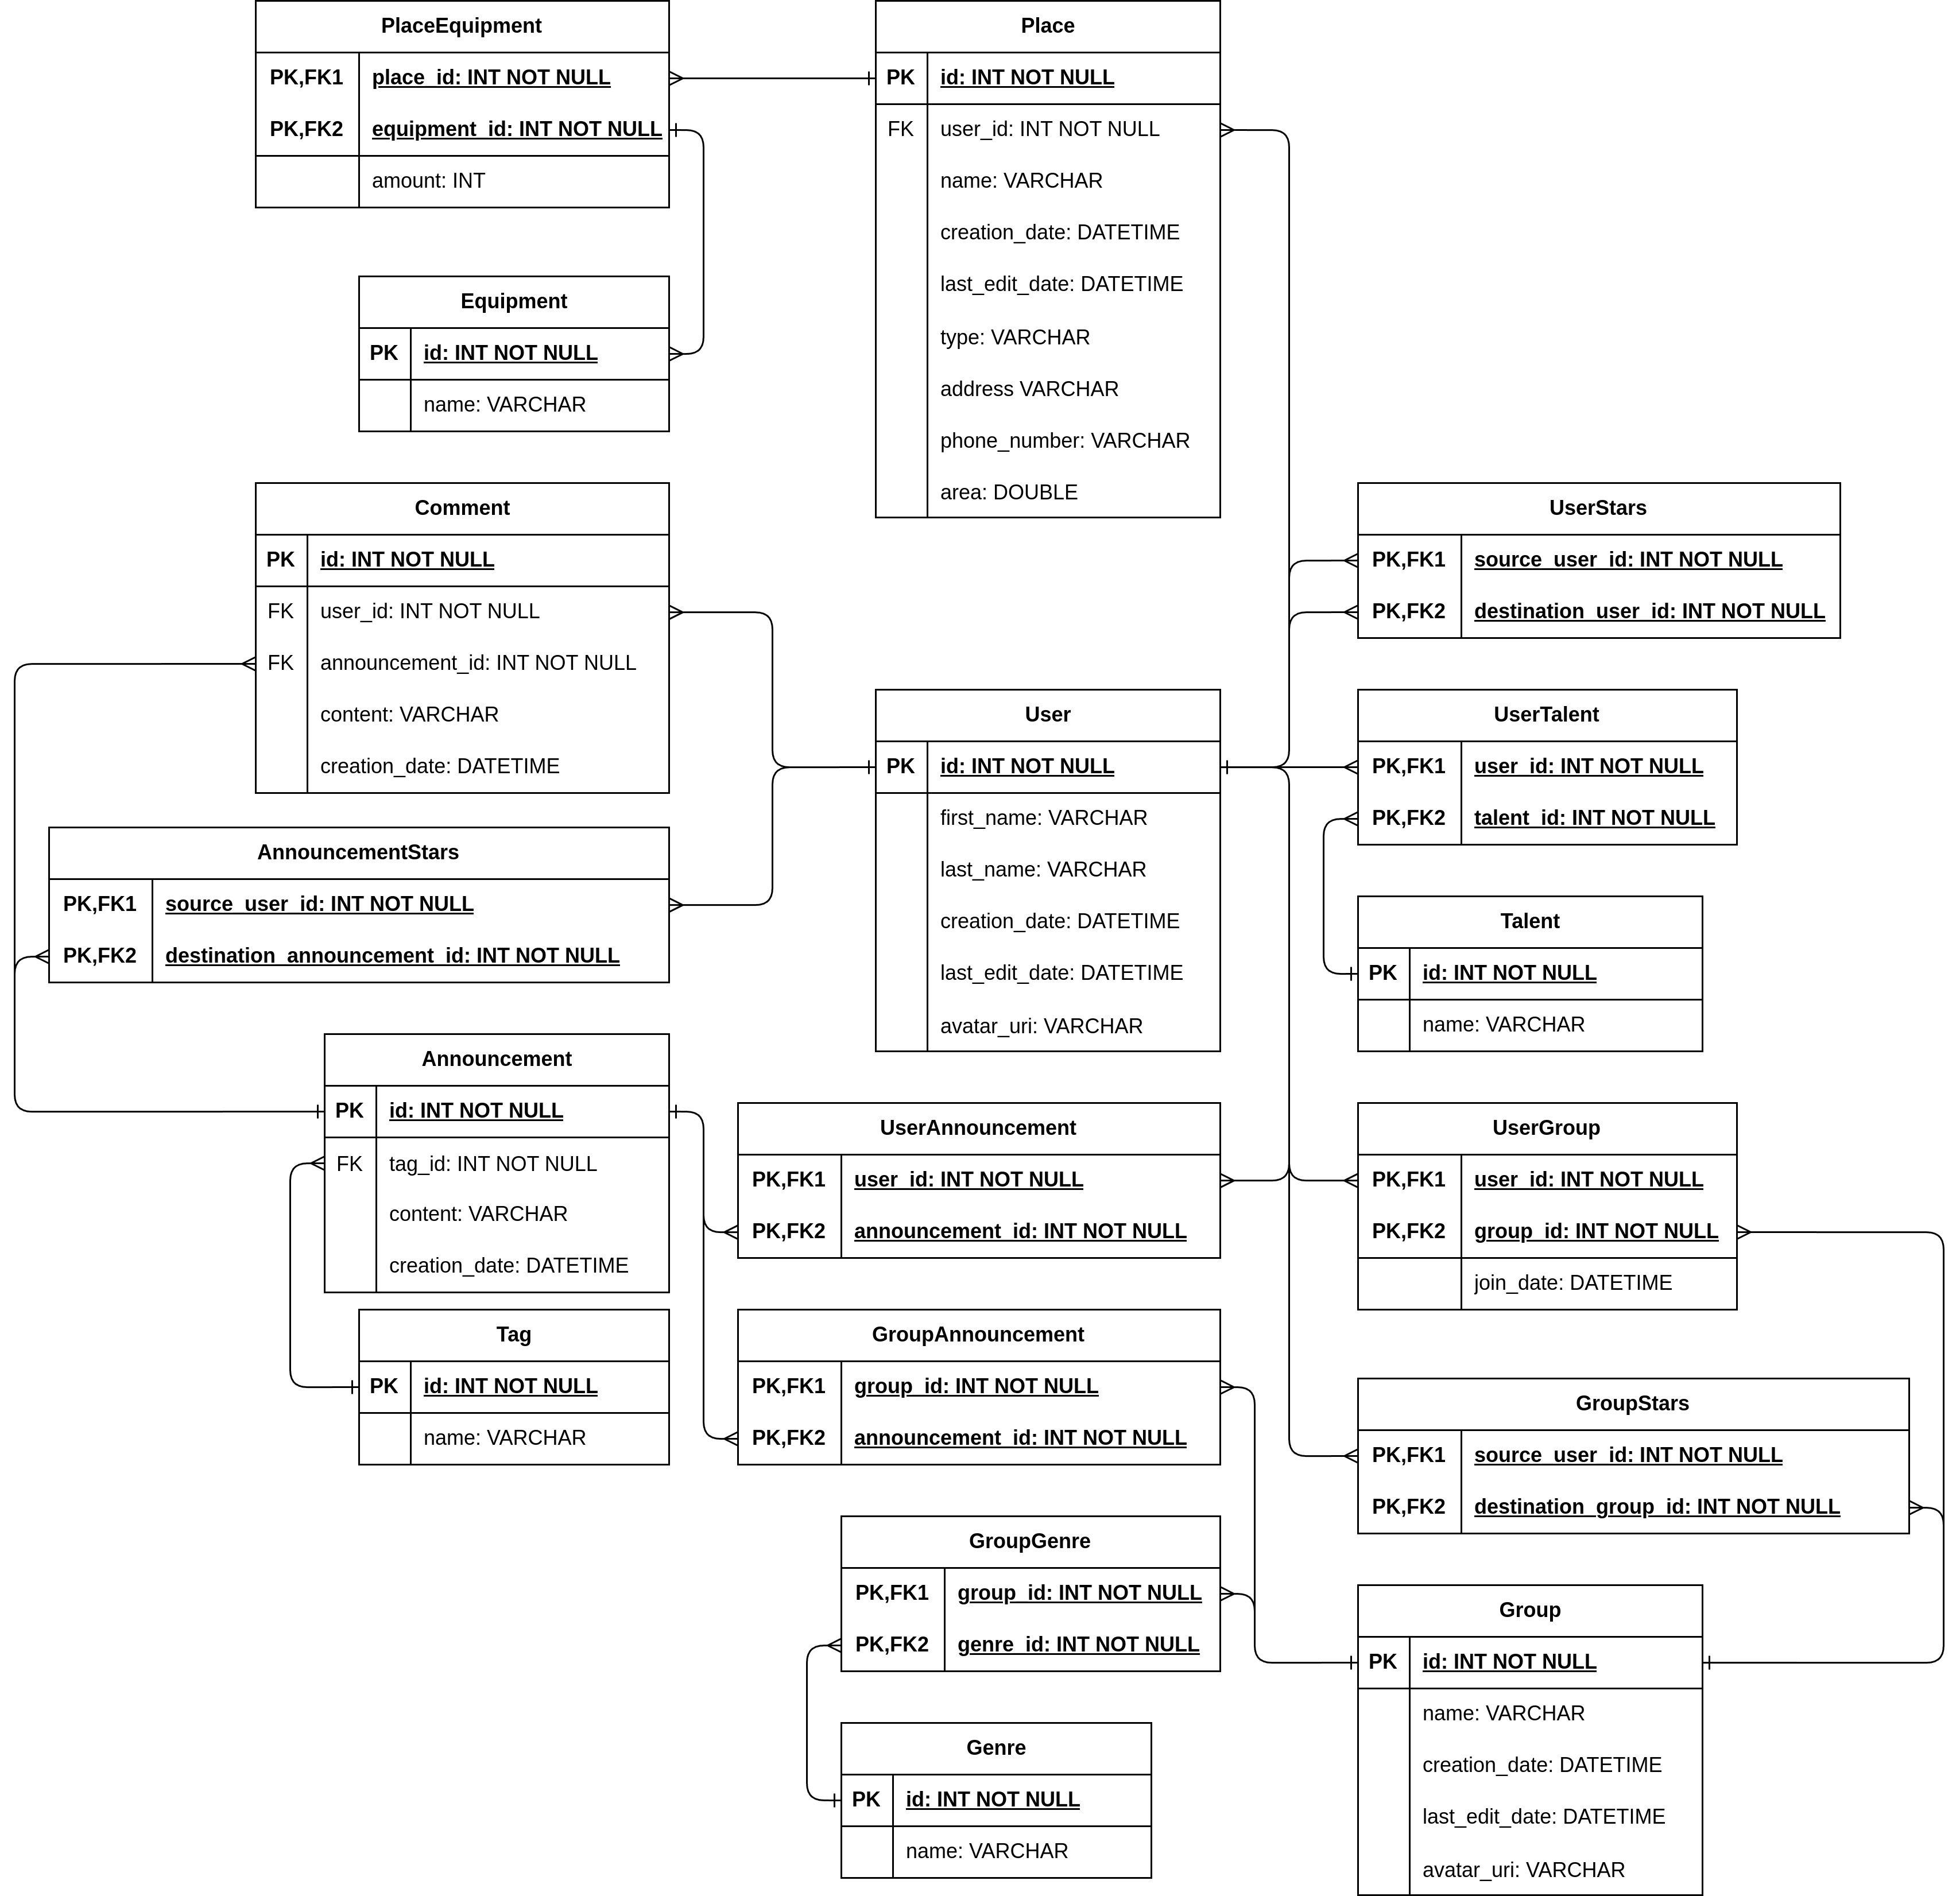 PlaceEquipment
PK,FK1 place_id: INT NOT NULL
PK,FK2 equipment_id: INT NOT NULL
amount: INT
Place
PK id: INT NOT NULL
FK user_id: INT NOT NULL
name: VARCHAR
creation_date: DATETIME
last_edit_date: DATETIME
type: VARCHAR
address VARCHAR
phone_number: VARCHAR
area: DOUBLE
Equipment
PK id: INT NOT NULL
name: VARCHAR
Comment
PK id: INT NOT NULL
FK user_id: INT NOT NULL
FK announcement_id: INT NOT NULL
content: VARCHAR
creation_date: DATETIME
UserStars
PK,FK1 source_user_id: INT NOT NULL
PK,FK2 destination_user_id: INT NOT NULL
User
PK id: INT NOT NULL
first_name: VARCHAR
last_name: VARCHAR
creation_date: DATETIME
last_edit_date: DATETIME
avatar_uri: VARCHAR
UserTalent
PK,FK1 user_id: INT NOT NULL
PK,FK2 talent_id: INT NOT NULL
AnnouncementStars
PK,FK1 source_user_id: INT NOT NULL
PK,FK2 destination_announcement_id: INT NOT NULL
Talent
PK id: INT NOT NULL
name: VARCHAR
Announcement
PK id: INT NOT NULL
FK tag_id: INT NOT NULL
content: VARCHAR
creation_date: DATETIME
UserAnnouncement
PK,FK1 user_id: INT NOT NULL
PK,FK2 announcement_id: INT NOT NULL
UserGroup
PK,FK1 user_id: INT NOT NULL
PK,FK2 group_id: INT NOT NULL
join_date: DATETIME
Tag
PK id: INT NOT NULL
name: VARCHAR
GroupAnnouncement
PK,FK1 group_id: INT NOT NULL
PK,FK2 announcement_id: INT NOT NULL
GroupStars
PK,FK1 source_user_id: INT NOT NULL
PK,FK2 destination_group_id: INT NOT NULL
GroupGenre
PK,FK1 group_id: INT NOT NULL
PK,FK2 genre_id: INT NOT NULL
Group
PK id: INT NOT NULL
name: VARCHAR
creation_date: DATETIME
last_edit_date: DATETIME
avatar_uri: VARCHAR
Genre
PK id: INT NOT NULL
name: VARCHAR